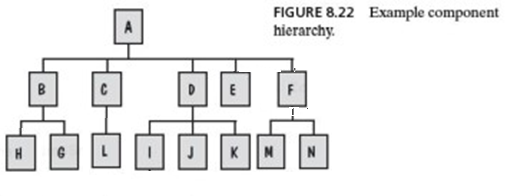 FIGURE 8.22 Example component
hierarchy.
A
B C D E F
H G L I J K M N